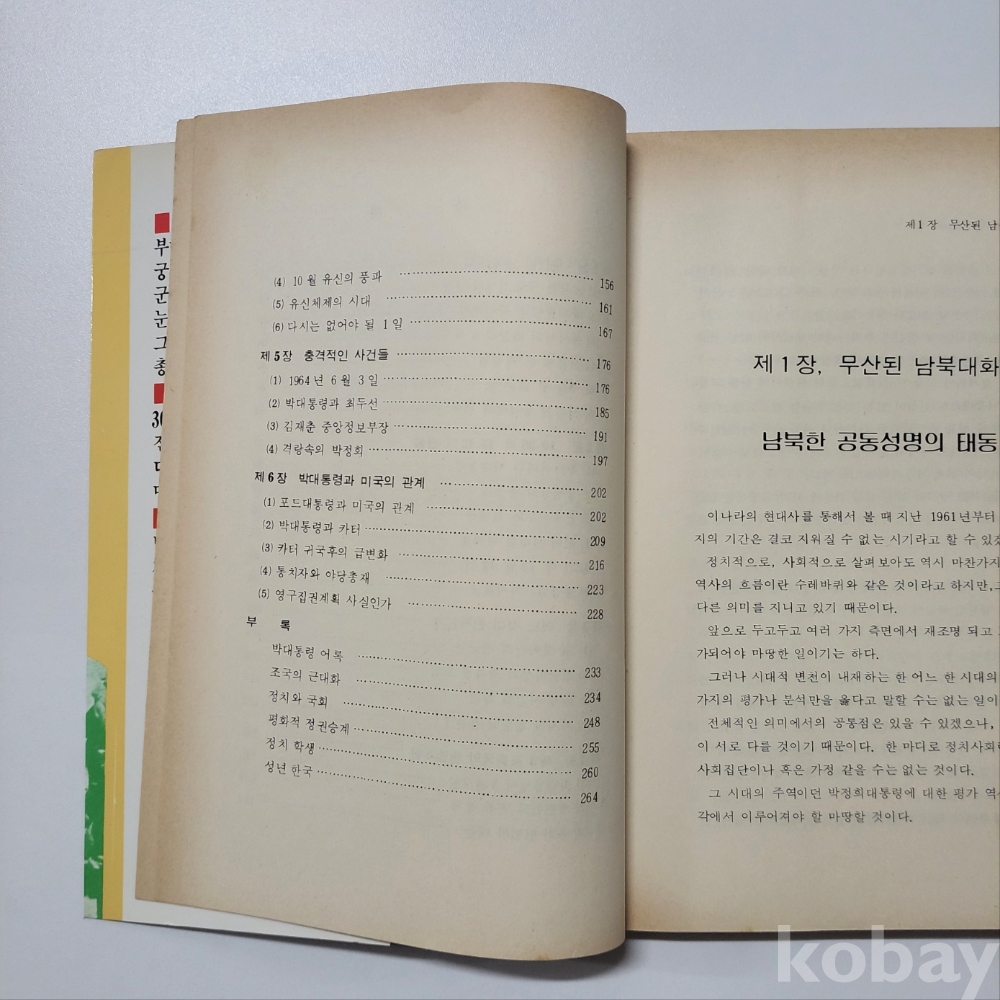 부
궁
군
눈
그
총
30
(4) 10월 유신의 풍과 156
(5) 유신체제의 시대 161
(6) 다시는 없어야 될 1일 167
제5장 충격적인 사건들 176
(1) 1964년 6월 3일 176
(2) 박대통령과 최두선 185
(3) 김재춘 중앙정보부장 191
(4) 격랑속의 박정희 197
제6장 박대통령과 미국의 관계 202
(1) 포드대통령과 미국의 관계 202
(2) 박대통령과 카터 209
(3) 카터 귀국후의 급변화 216
(4) 통치자와 야당총재 223
(5) 영구집권계획 사실인가 228
부 록
박대통령 어록 233
조국의 근대화 234
정치와 국회 248
평화적 정권승계 255
정치 학생 260
성년 한국 264
제1장 무산된 남
제1장, 무산된 남북대화
남북한 공동성명의 태동
이나라의 현대사를 통해서 볼 때 지난 1961년부터
지의 기간은 결코 지워질 수 없는 시기라고 할 수 있겠
정치적으로, 사회적으로 살펴보아도 역시 마찬가지
역사의 흐름이란 수레바퀴와 같은 것이라고 하지만, 그
다른 의미를 지니고 있기 때문이다.
앞으로 두고두고 여러 가지 측면에서 재조명 되고
가되어야 마땅한 일이기는 하다.
그러나 시대적 변천이 내재하는 한 어느 한 시대의
가지의 평가나 분석만을 옳다고 말할 수는 없는 일이
전체적인 의미에서의 공통점은 있을 수 있겠으나,
이 서로 다를 것이기 때문이다. 한 마디로 정치사회
사회집단이나 혹은 가정 같을 수는 없는 것이다.
그 시대의 주역이던 박정희대통령에 대한 평가 역시
각에서 이루어져야 할 마땅할 것이다.
kobay